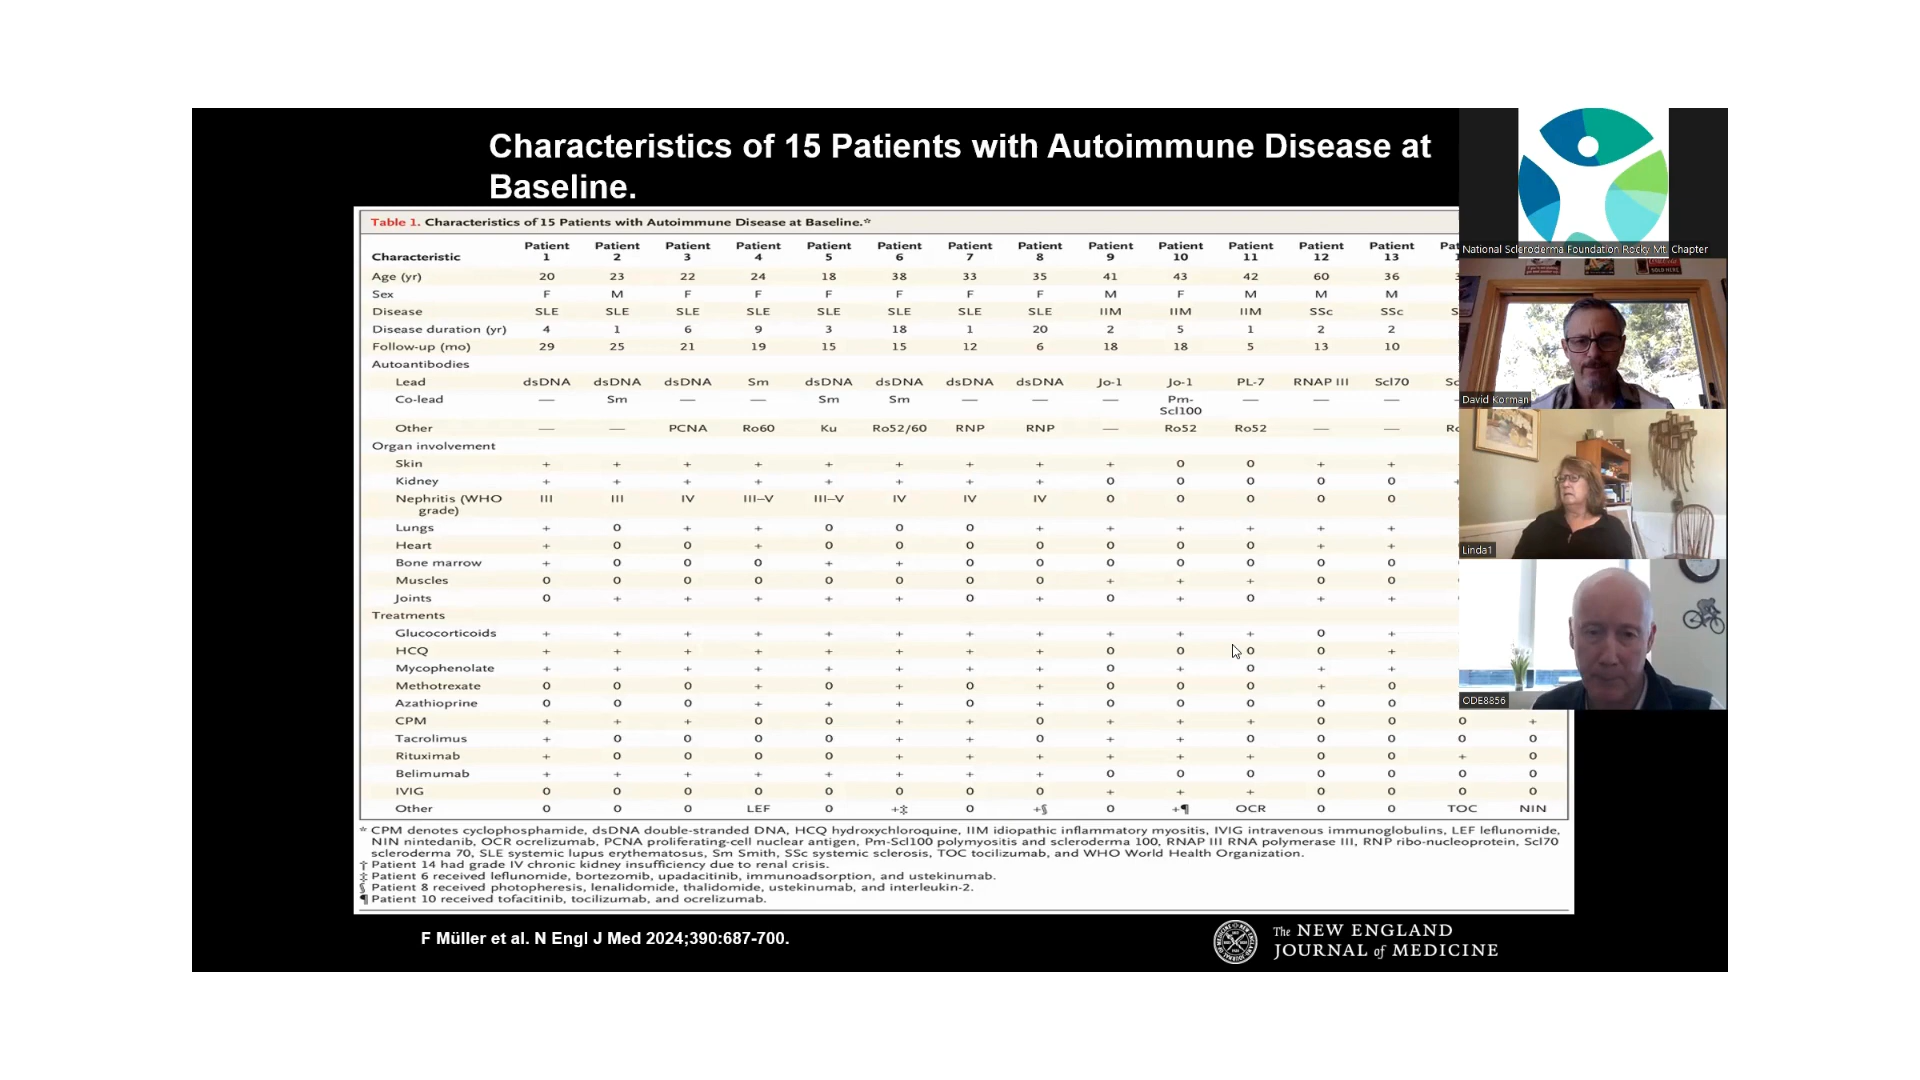 Characteristics of 15 Patients with Autoimmune Disease at
Baseline.
Table 1. Characteristics of 15 Patients with Autoimmune Disease at Baseline.*
Characteristic Patient 1 Patient 2 Patient 3 Patient 4 Patient 5 Patient 6 Patient 7 Patient 8 Patient 9 Patient 10 Patient 11 Patient 12 Patient 13
Age (yr) 20 23 22 24 18 38 33 35 41 43 42 60 36
Sex F M F F F F F F M F M M M
Disease SLE SLE SLE SLE SLE SLE SLE SLE IIM IIM IIM SSc SSc
Disease duration (yr) 4 1 6 9 3 18 1 20 2 5 1 2 2
Follow-up (mo) 29 25 21 19 15 15 12 6 18 18 5 13 10
Autoantibodies
Lead dsDNA dsDNA dsDNA Sm dsDNA dsDNA dsDNA dsDNA Jo-1 Jo-1 PL-7 RNAP III Scl70
Co-lead — Sm — — Sm Sm — — — Pm-Scl100 — — —
Other — — PCNA Ro60 Ku Ro52/60 RNP RNP — Ro52 Ro52 — —
Organ involvement
Skin + + + + + + + + + 0 0 + +
Kidney + + + + + + + + 0 0 0 0 0
Nephritis (WHO grade) III III IV III–V III–V IV IV IV 0 0 0 0 0
Lungs + 0 + + 0 0 0 + + + + + +
Heart + 0 0 + 0 0 0 0 0 0 0 + +
Bone marrow + 0 0 0 + + 0 0 0 0 0 0 0
Muscles 0 0 0 0 0 0 0 0 + + + 0 0
Joints 0 + + + + + 0 + 0 + 0 + +
Treatments
Glucocorticoids + + + + + + + + + + + 0 +
HCQ + + + + + + + + 0 0 0 0 +
Mycophenolate + + + + + + + + 0 + 0 + +
Methotrexate 0 0 0 + 0 + 0 + 0 0 0 + 0
Azathioprine 0 0 0 + + + 0 + 0 0 0 0 0
CPM + + + 0 0 + + 0 + + + 0 0 0 +
Tacrolimus + 0 0 0 0 + + 0 + + 0 0 0 0 0
Rituximab + 0 0 0 0 + + + + + + 0 0 + 0
Belimumab + + + + + + + + 0 0 0 0 0 0 0
IVIG 0 0 0 0 0 0 0 0 + + + 0 0 0 0
Other 0 0 0 LEF 0 +‡ 0 +§ 0 +¶ OCR 0 0 TOC NIN
* CPM denotes cyclophosphamide, dsDNA double-stranded DNA, HCQ hydroxychloroquine, IIM idiopathic inflammatory myositis, IVIG intravenous immunoglobulins, LEF leflunomide,
NIN nintedanib, OCR ocrelizumab, PCNA proliferating-cell nuclear antigen, Pm-Scl100 polymyositis and scleroderma 100, RNAP III RNA polymerase III, RNP ribo-nucleoprotein, Scl70
scleroderma 70, SLE systemic lupus erythematosus, Sm Smith, SSc systemic sclerosis, TOC tocilizumab, and WHO World Health Organization.
† Patient 14 had grade IV chronic kidney insufficiency due to renal crisis.
‡ Patient 6 received leflunomide, bortezomib, upadacitinib, immunoadsorption, and ustekinumab.
§ Patient 8 received photopheresis, lenalidomide, thalidomide, ustekinumab, and interleukin-2.
¶ Patient 10 received tofacitinib, tocilizumab, and ocrelizumab.
F Müller et al. N Engl J Med 2024;390:687-700.
The NEW ENGLAND
JOURNAL of MEDICINE
National Scleroderma Foundation Rocky Mt. Chapter
David Korman
Linda1
ODE8856